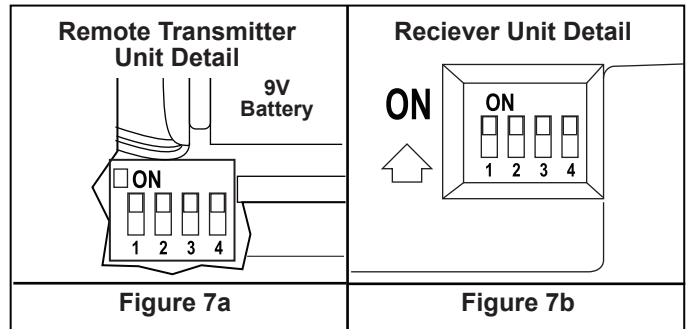 Remote Transmitter
Unit Detail
9V
Battery
ON
1 2 3 4
Figure 7a
Reciever Unit Detail
ON
ON
1 2 3 4
Figure 7b